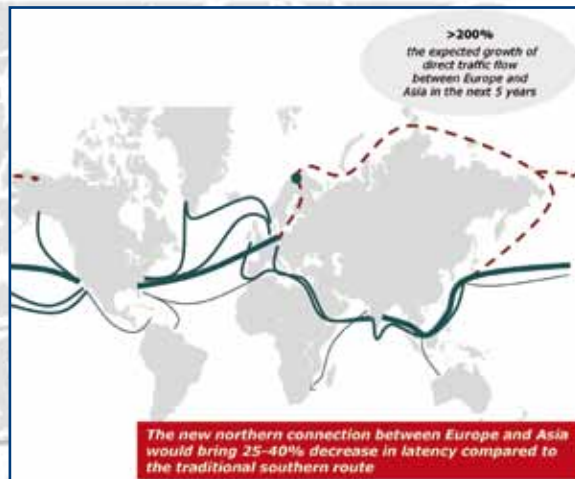 >200%
the expected growth of
direct traffic flow
between Europe and
Asia in the next 5 years
The new northern connection between Europe and Asia
would bring 25-40% decrease in latency compared to
the traditional southern route